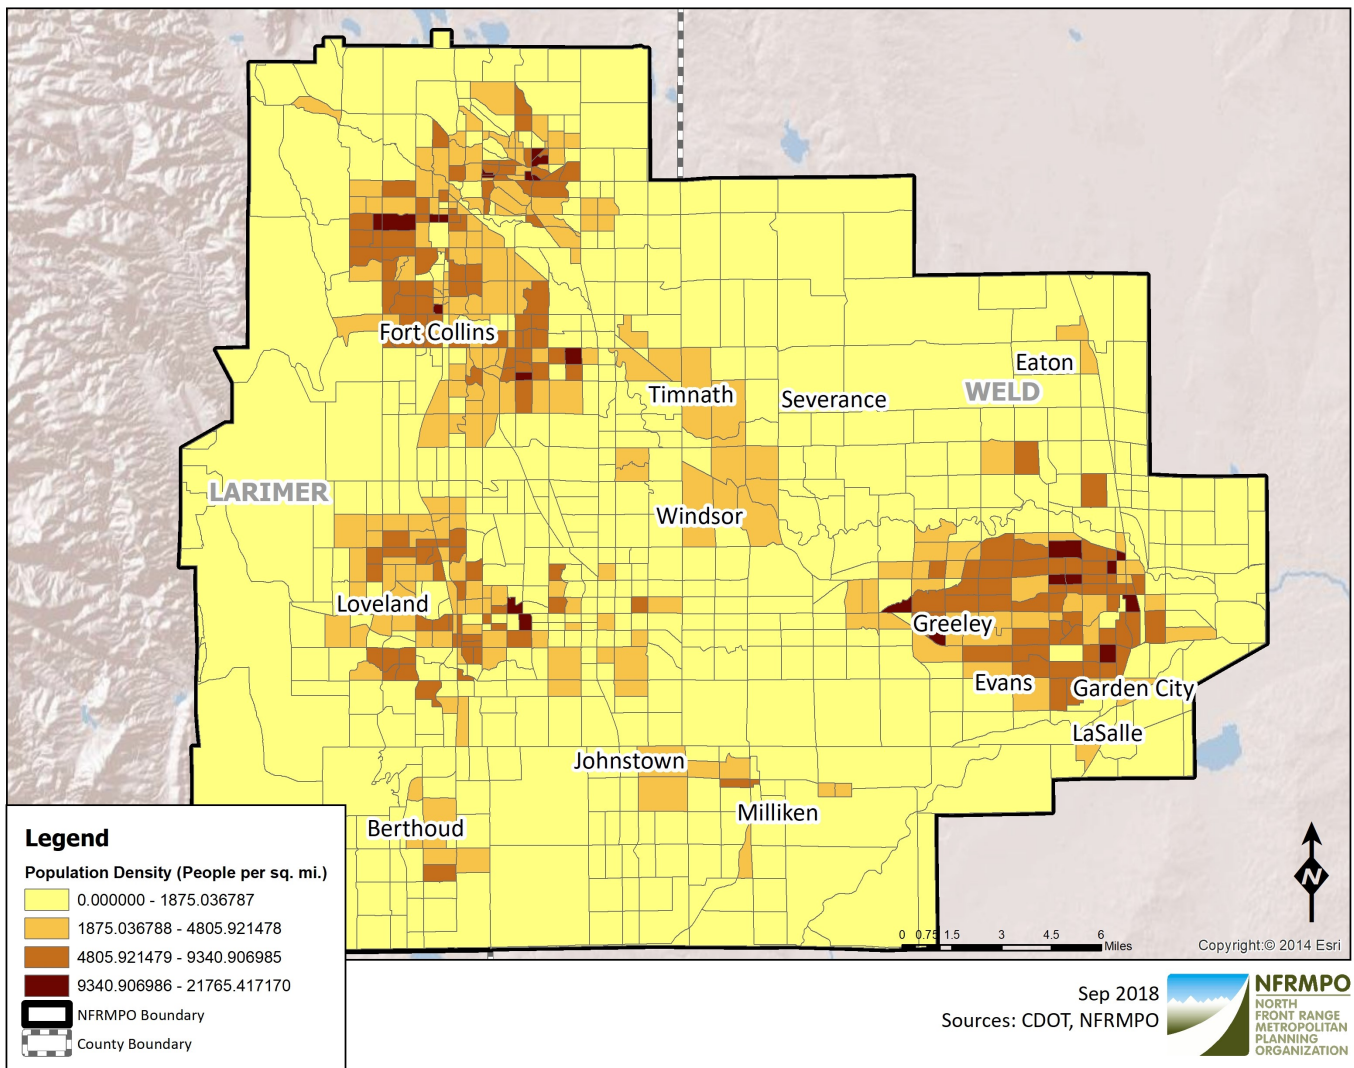 Fort Collins
Timnath
Severance
Eaton
WELD
LARIMER
Windsor
Loveland
Greeley
Evans
Garden City
LaSalle
Johnstown
Milliken
Berthoud
Legend
Population Density (People per sq. mi.)
0.000000 - 1875.036787
1875.036788 - 4805.921478
4805.921479 - 9340.906985
9340.906986 - 21765.417170
NFRMPO Boundary
County Boundary
N
0 0.75 1.5 3 4.5 6
Miles
Copyright:© 2014 Esri
Sep 2018
Sources: CDOT, NFRMPO
NFRMPO
NORTH
FRONT RANGE
METROPOLITAN
PLANNING
ORGANIZATION